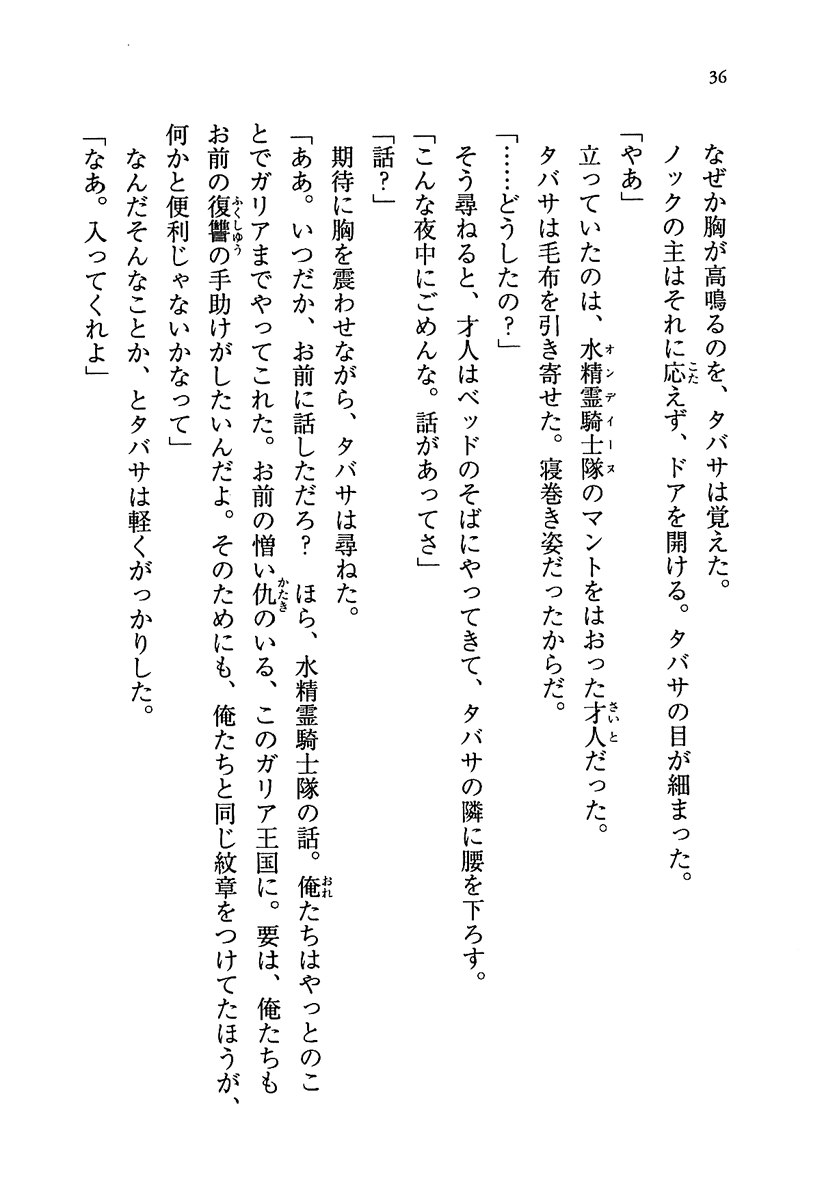 36
なぜか胸が高鳴るのを、タバサは覚えた。
ノックの主はそれに応えず、ドアを開ける。タバサの目が細まった。
「やあ」
立っていたのは、水精霊騎士隊のマントをはおった才人だった。
タバサは毛布を引き寄せた。寝巻き姿だったからだ。
「……どうしたの？」
そう尋ねると、才人はベッドのそばにやってきて、タバサの隣に腰を下ろす。
「こんな夜中にごめんな。話があってさ」
「話？」
期待に胸を震わせながら、タバサは尋ねた。
「ああ。いつだか、お前に話しただろ？　ほら、水精霊騎士隊の話。俺たちはやっとのこ
とでガリアまでやってこれた。お前の憎い仇のいる、このガリア王国に。要は、俺たちも
お前の復讐の手助けがしたいんだよ。そのためにも、俺たちと同じ紋章をつけてたほうが、
何かと便利じゃないかなって」
なんだそんなことか、とタバサは軽くがっかりした。
「なあ。入ってくれよ」